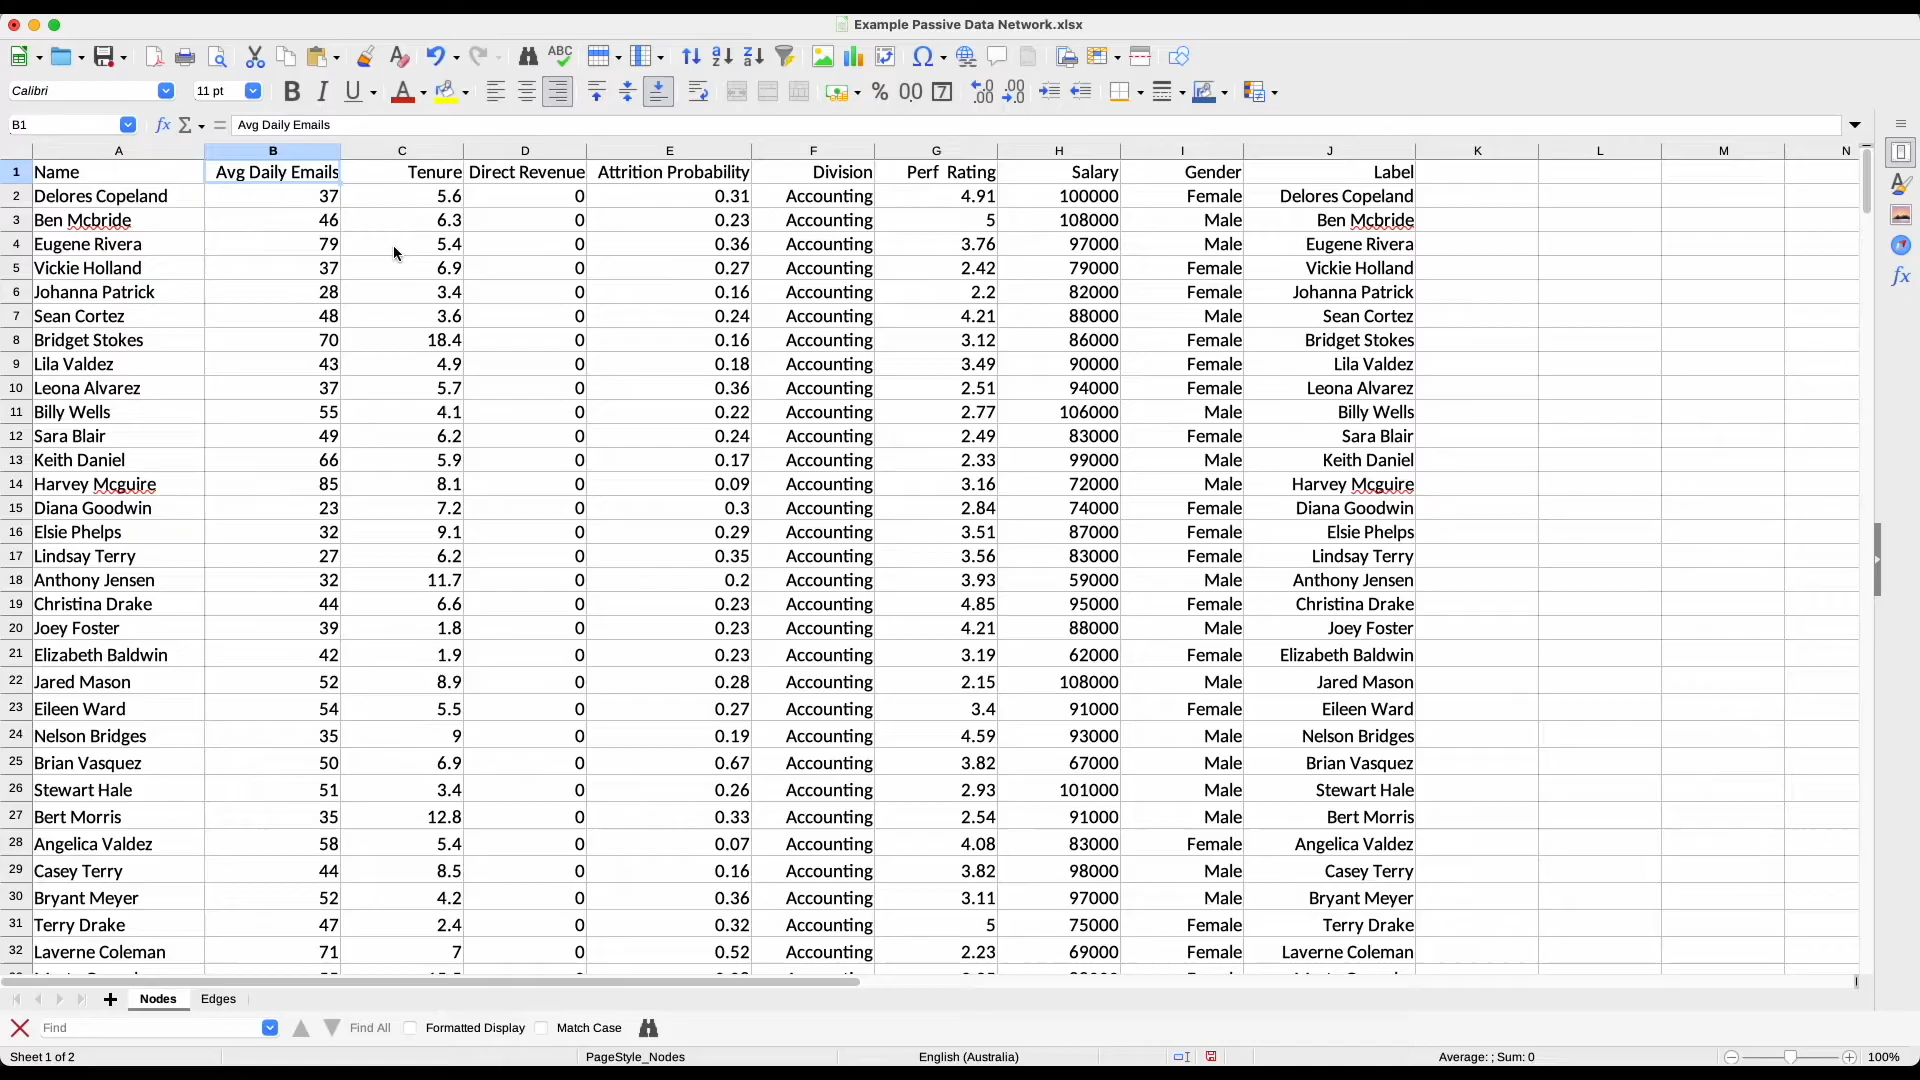 Example Passive Data Network.xlsx
ABC
Calibri 11 pt B I U A % 00
B1 fx Σ = Avg Daily Emails
A B C D E F G H I J K L M N
1 Name Avg Daily Emails Tenure Direct Revenue Attrition Probability Division Perf Rating Salary Gender Label
2 Delores Copeland 37 5.6 0 0.31 Accounting 4.91 100000 Female Delores Copeland
3 Ben Mcbride 46 6.3 0 0.23 Accounting 5 108000 Male Ben Mcbride
4 Eugene Rivera 79 5.4 0 0.36 Accounting 3.76 97000 Male Eugene Rivera
5 Vickie Holland 37 6.9 0 0.27 Accounting 2.42 79000 Female Vickie Holland
6 Johanna Patrick 28 3.4 0 0.16 Accounting 2.2 82000 Female Johanna Patrick
7 Sean Cortez 48 3.6 0 0.24 Accounting 4.21 88000 Male Sean Cortez
8 Bridget Stokes 70 18.4 0 0.16 Accounting 3.12 86000 Female Bridget Stokes
9 Lila Valdez 43 4.9 0 0.18 Accounting 3.49 90000 Female Lila Valdez
10 Leona Alvarez 37 5.7 0 0.36 Accounting 2.51 94000 Female Leona Alvarez
11 Billy Wells 55 4.1 0 0.22 Accounting 2.77 106000 Male Billy Wells
12 Sara Blair 49 6.2 0 0.24 Accounting 2.49 83000 Female Sara Blair
13 Keith Daniel 66 5.9 0 0.17 Accounting 2.33 99000 Male Keith Daniel
14 Harvey Mcguire 85 8.1 0 0.09 Accounting 3.16 72000 Male Harvey Mcguire
15 Diana Goodwin 23 7.2 0 0.3 Accounting 2.84 74000 Female Diana Goodwin
16 Elsie Phelps 32 9.1 0 0.29 Accounting 3.51 87000 Female Elsie Phelps
17 Lindsay Terry 27 6.2 0 0.35 Accounting 3.56 83000 Female Lindsay Terry
18 Anthony Jensen 32 11.7 0 0.2 Accounting 3.93 59000 Male Anthony Jensen
19 Christina Drake 44 6.6 0 0.23 Accounting 4.85 95000 Female Christina Drake
20 Joey Foster 39 1.8 0 0.23 Accounting 4.21 88000 Male Joey Foster
21 Elizabeth Baldwin 42 1.9 0 0.23 Accounting 3.19 62000 Female Elizabeth Baldwin
22 Jared Mason 52 8.9 0 0.28 Accounting 2.15 108000 Male Jared Mason
23 Eileen Ward 54 5.5 0 0.27 Accounting 3.4 91000 Female Eileen Ward
24 Nelson Bridges 35 9 0 0.19 Accounting 4.59 93000 Male Nelson Bridges
25 Brian Vasquez 50 6.9 0 0.67 Accounting 3.82 67000 Male Brian Vasquez
26 Stewart Hale 51 3.4 0 0.26 Accounting 2.93 101000 Male Stewart Hale
27 Bert Morris 35 12.8 0 0.33 Accounting 2.54 91000 Male Bert Morris
28 Angelica Valdez 58 5.4 0 0.07 Accounting 4.08 83000 Female Angelica Valdez
29 Casey Terry 44 8.5 0 0.16 Accounting 3.82 98000 Male Casey Terry
30 Bryant Meyer 52 4.2 0 0.36 Accounting 3.11 97000 Male Bryant Meyer
31 Terry Drake 47 2.4 0 0.32 Accounting 5 75000 Female Terry Drake
32 Laverne Coleman 71 7 0 0.52 Accounting 2.23 69000 Female Laverne Coleman
Nodes Edges
Find Find All Formatted Display Match Case
Sheet 1 of 2 PageStyle_Nodes English (Australia) Average: ; Sum: 0 100%